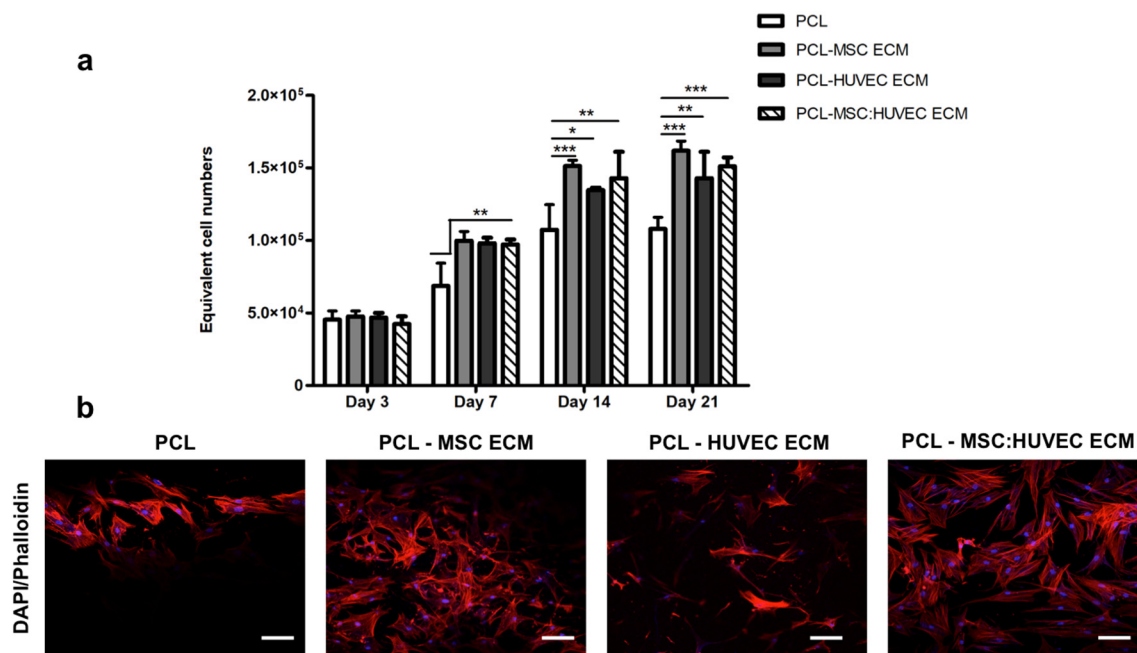 a
PCL
PCL-MSC ECM
PCL-HUVEC ECM
PCL-MSC:HUVEC ECM
Equivalent cell numbers
2.0×10⁵
1.5×10⁵
1.0×10⁵
5.0×10⁴
0
**
**
*
***
***
**
***
Day 3
Day 7
Day 14
Day 21
b
PCL
PCL - MSC ECM
PCL - HUVEC ECM
PCL - MSC:HUVEC ECM
DAPI/Phalloidin